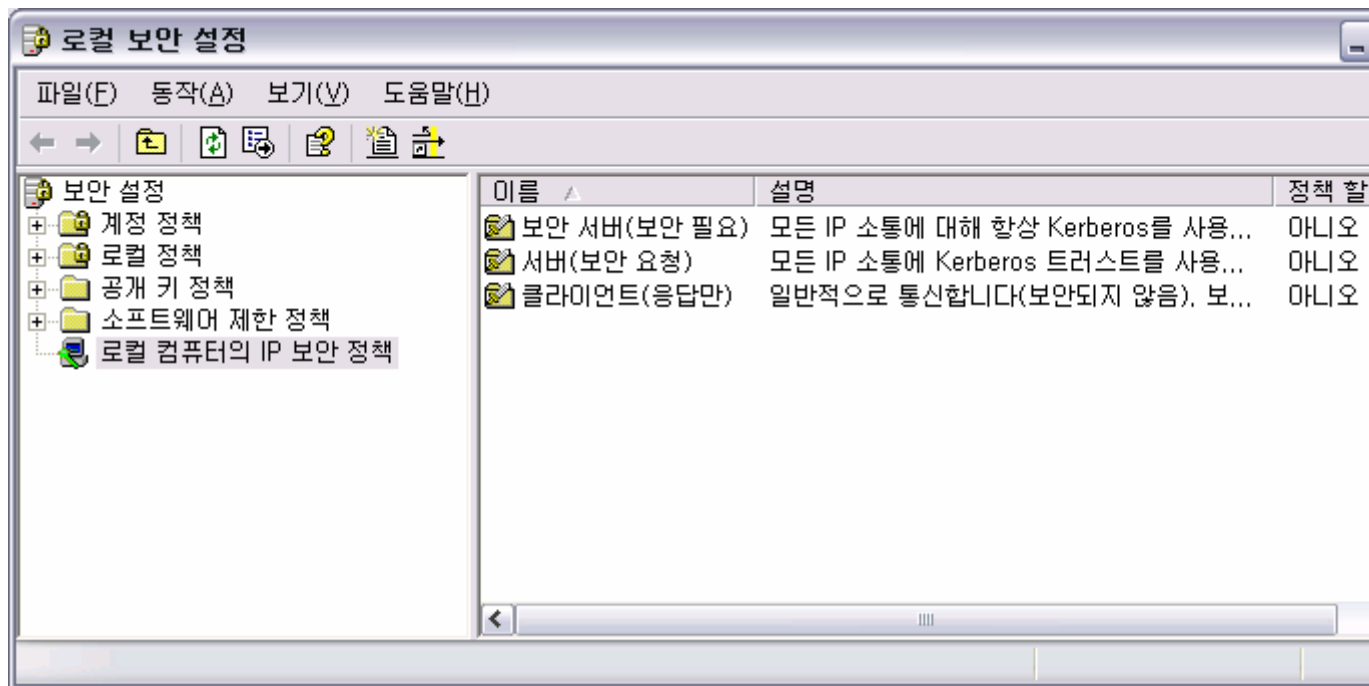 로컬 보안 설정
파일(F) 동작(A) 보기(V) 도움말(H)
보안 설정
계정 정책
로컬 정책
공개 키 정책
소프트웨어 제한 정책
로컬 컴퓨터의 IP 보안 정책
이름 설명 정책 할
보안 서버(보안 필요) 모든 IP 소통에 대해 항상 Kerberos를 사용... 아니오
서버(보안 요청) 모든 IP 소통에 Kerberos 트러스트를 사용... 아니오
클라이언트(응답만) 일반적으로 통신합니다(보안되지 않음), 보... 아니오